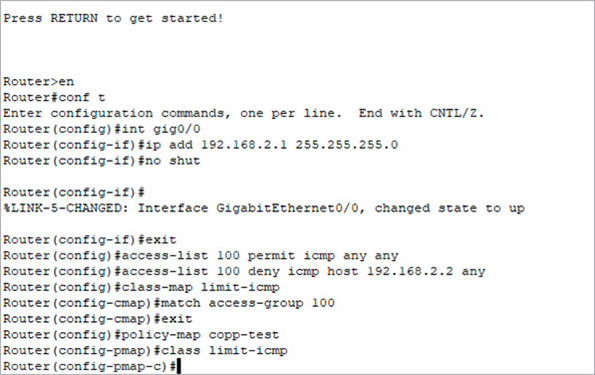 Press RETURN to get started!
Router>en
Router#conf t
Enter configuration commands, one per line.  End with CNTL/Z.
Router(config)#int gig0/0
Router(config-if)#ip add 192.168.2.1 255.255.255.0
Router(config-if)#no shut
Router(config-if)#
%LINK-5-CHANGED: Interface GigabitEthernet0/0, changed state to up
Router(config-if)#exit
Router(config)#access-list 100 permit icmp any any
Router(config)#access-list 100 deny icmp host 192.168.2.2 any
Router(config)#class-map limit-icmp
Router(config-cmap)#match access-group 100
Router(config-cmap)#exit
Router(config)#policy-map copp-test
Router(config-pmap)#class limit-icmp
Router(config-pmap-c)#